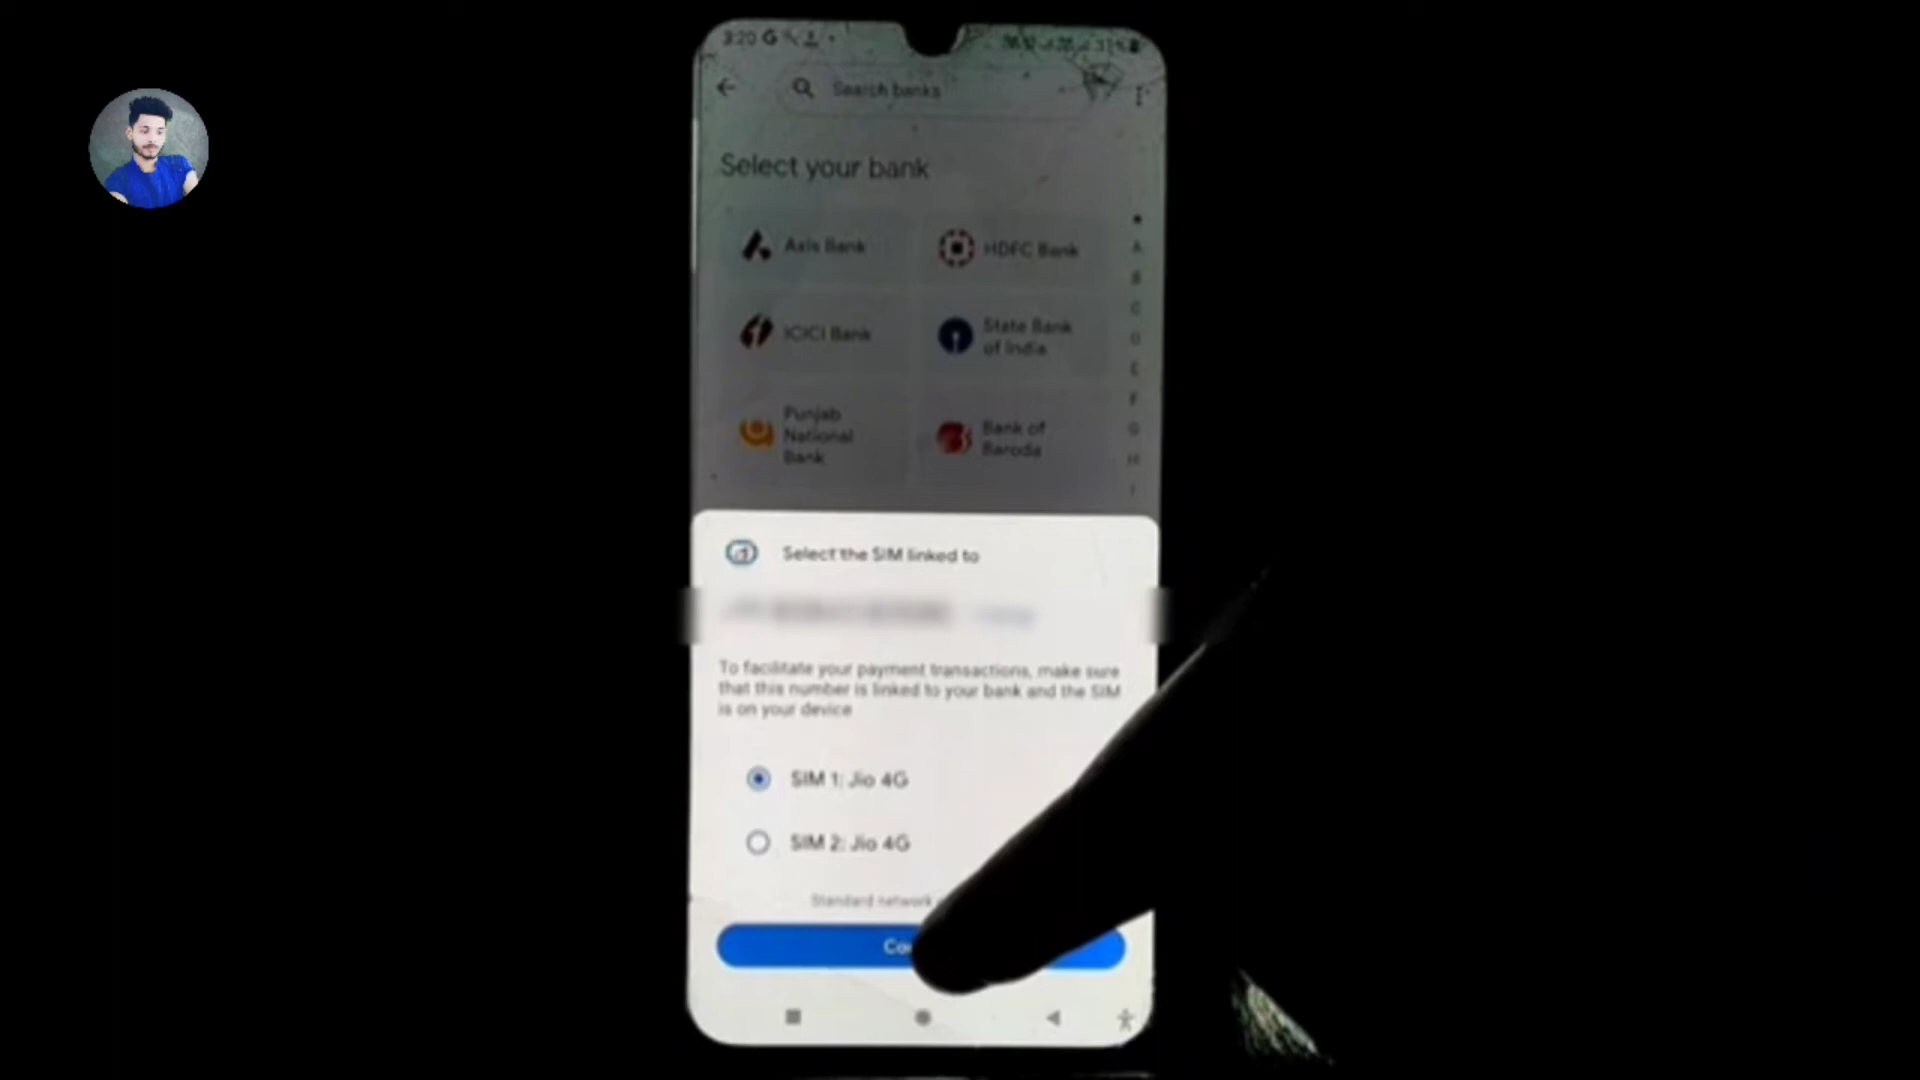 3:20 G
Search banks
Select your bank
Axis Bank
HDFC Bank
ICICI Bank
State Bank
of India
Punjab
National
Bank
Bank of
Baroda
A
B
C
D
E
F
G
H
I
Select the SIM linked to
To facilitate your payment transactions, make sure
that this number is linked to your bank and the SIM
is on your device
SIM 1: Jio 4G
SIM 2: Jio 4G
Standard network